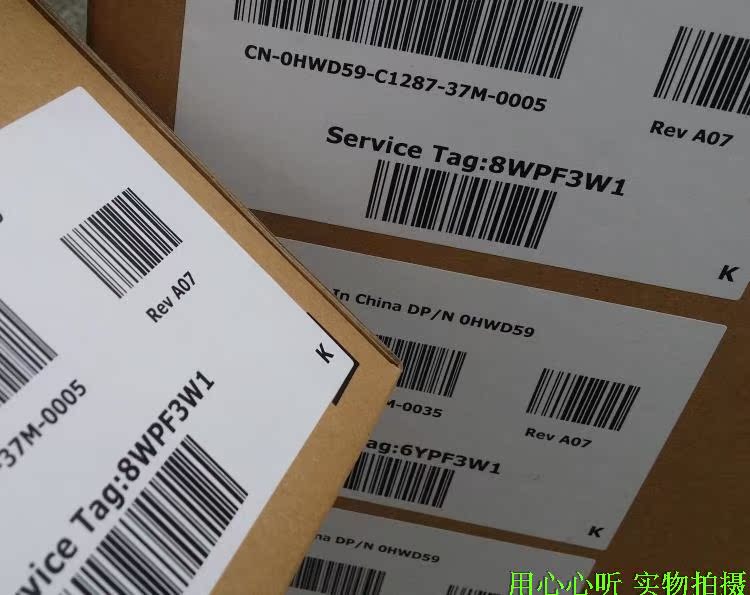 CN-0HWD59-C1287-37M-0005
Rev A07
Service Tag:8WPF3W1
K
In China DP/N 0HWD59
M-0035
Rev A07
ag:6YPF3W1
K
na DP/N 0HWD59
Rev A07
K
-37M-0005
vice Tag:8WPF3W1
用心心听 实物拍摄